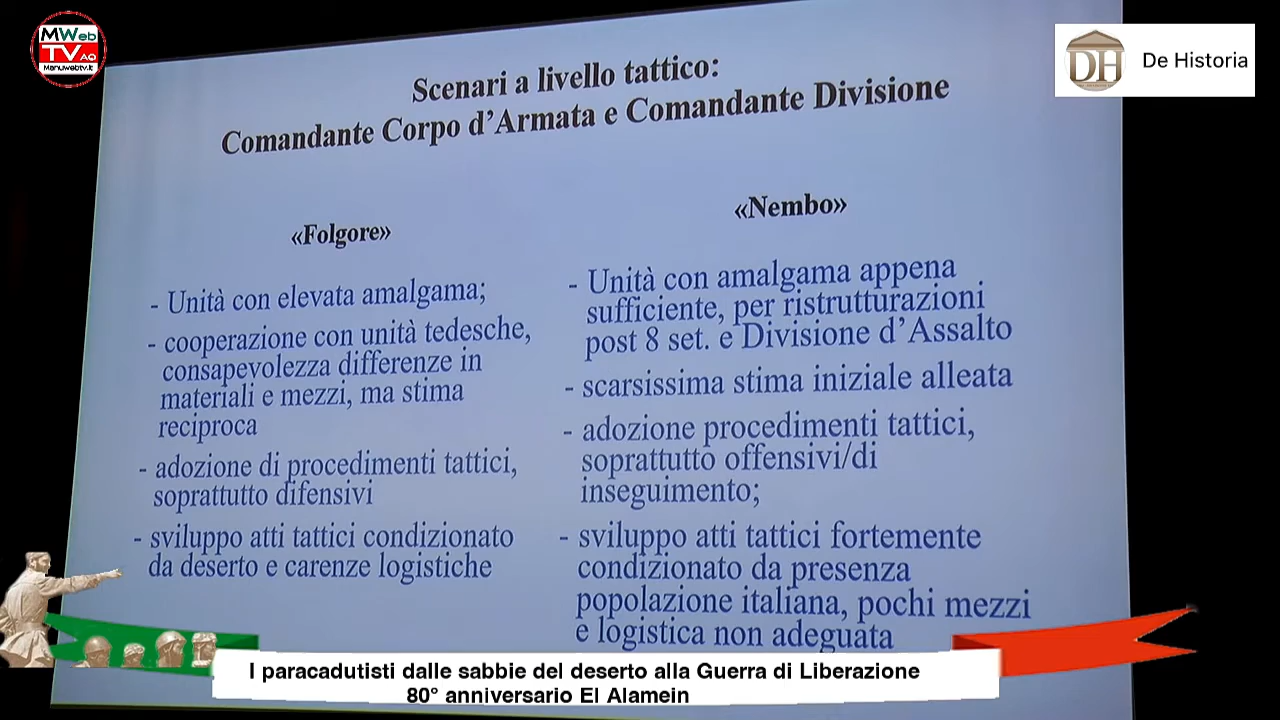 MWeb
TV AQ
Manuwebtv.it
DH
De Historia
Scenari a livello tattico:
Comandante Corpo d'Armata e Comandante Divisione
«Folgore»
- Unità con elevata amalgama;
- cooperazione con unità tedesche,
consapevolezza differenze in
materiali e mezzi, ma stima
reciproca
- adozione di procedimenti tattici,
soprattutto difensivi
- sviluppo atti tattici condizionato
da deserto e carenze logistiche
«Nembo»
- Unità con amalgama appena
sufficiente, per ristrutturazioni
post 8 set. e Divisione d'Assalto
- scarsissima stima iniziale alleata
- adozione procedimenti tattici,
soprattutto offensivi/di
inseguimento;
- sviluppo atti tattici fortemente
condizionato da presenza
popolazione italiana, pochi mezzi
e logistica non adeguata
I paracadutisti dalle sabbie del deserto alla Guerra di Liberazione
80° anniversario El Alamein